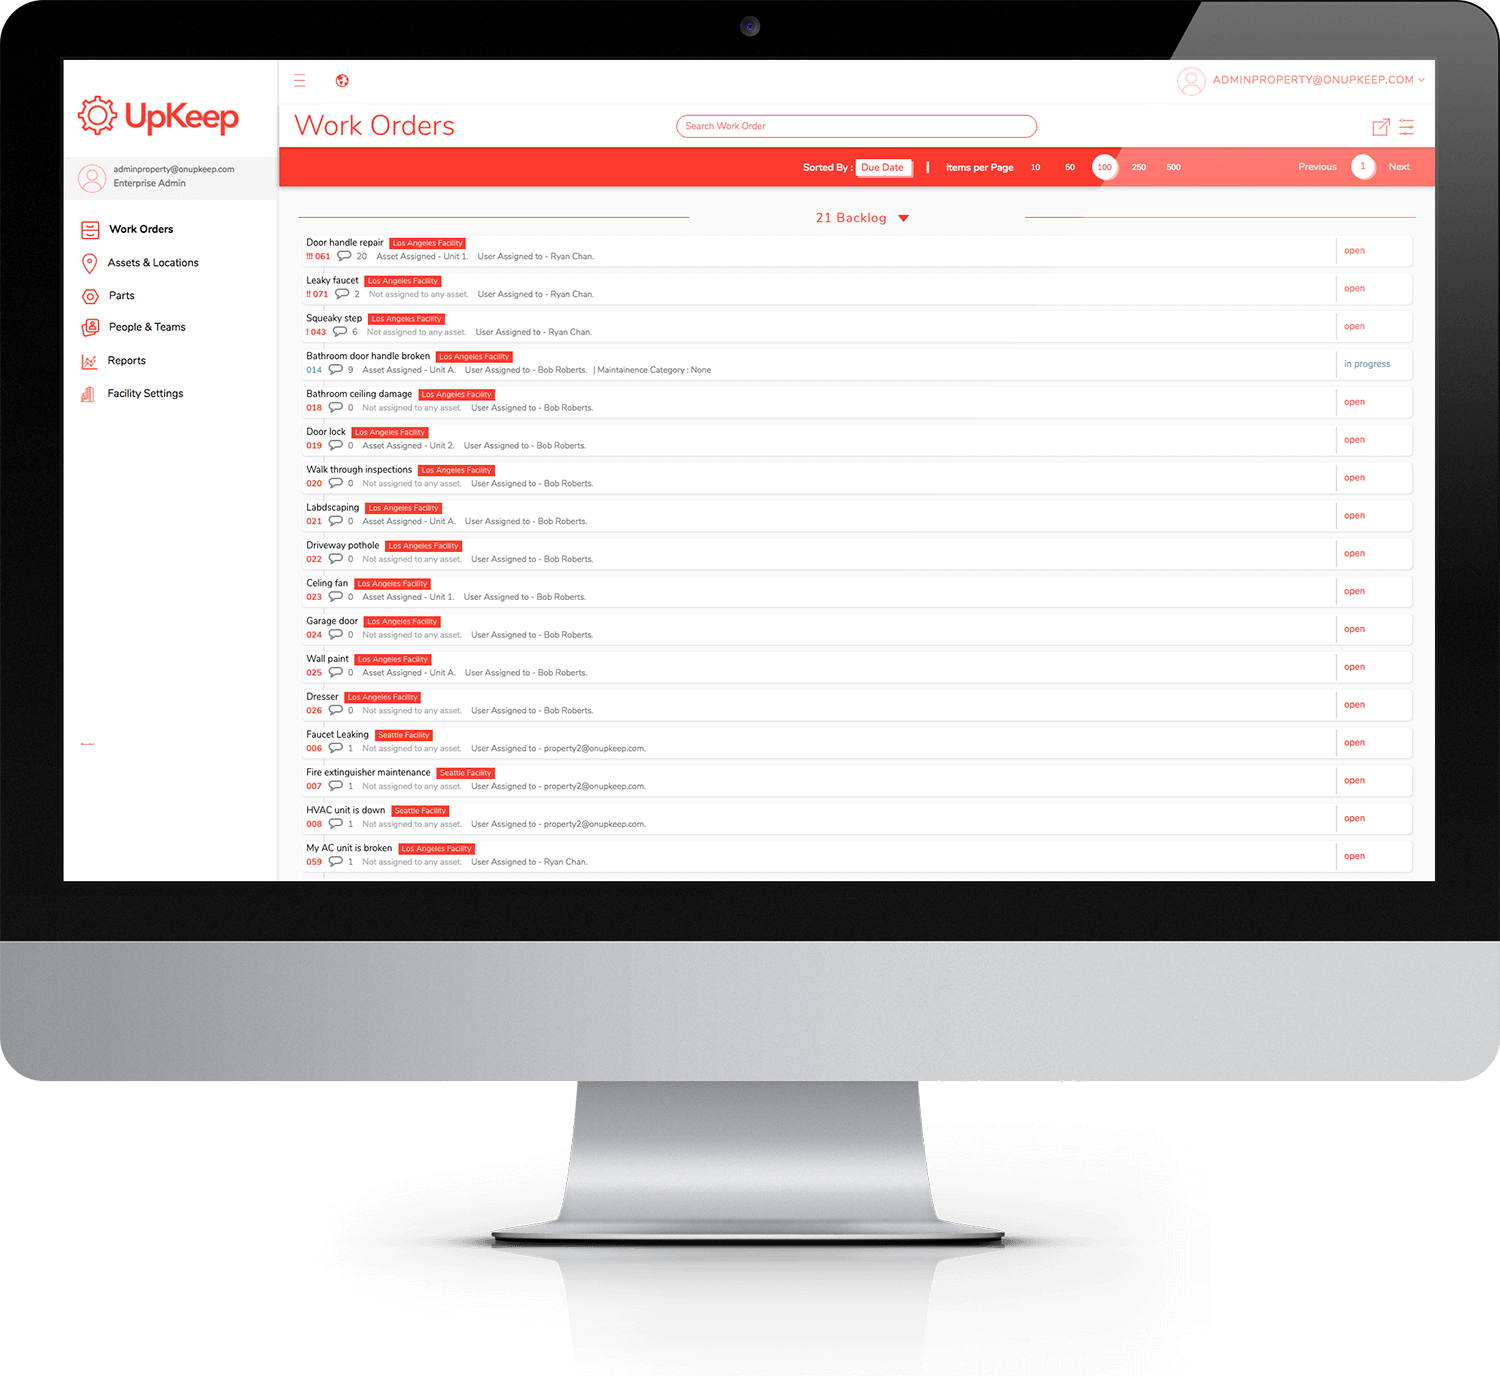 UpKeep
adminproperty@onupkeep.com
Enterprise Admin
Work Orders
Assets & Locations
Parts
People & Teams
Reports
Facility Settings
ADMINPROPERTY@ONUPKEEP.COM
Work Orders
Search Work Order
Sorted By : Due Date | Items per Page 10 50 100 250 500 Previous 1 Next
21 Backlog
Door handle repair Los Angeles Facility
!!! 061 20 Asset Assigned - Unit 1. User Assigned to - Ryan Chan. open
Leaky faucet Los Angeles Facility
!! 071 2 Not assigned to any asset. User Assigned to - Ryan Chan. open
Squeaky step Los Angeles Facility
! 043 6 Not assigned to any asset. User Assigned to - Ryan Chan. open
Bathroom door handle broken Los Angeles Facility
014 9 Asset Assigned - Unit A. User Assigned to - Bob Roberts. | Maintainence Category : None in progress
Bathroom ceiling damage Los Angeles Facility
018 0 Not assigned to any asset. User Assigned to - Bob Roberts. open
Door lock Los Angeles Facility
019 0 Asset Assigned - Unit 2. User Assigned to - Bob Roberts. open
Walk through inspections Los Angeles Facility
020 0 Not assigned to any asset. User Assigned to - Bob Roberts. open
Labdscaping Los Angeles Facility
021 0 Asset Assigned - Unit A. User Assigned to - Bob Roberts. open
Driveway pothole Los Angeles Facility
022 0 Not assigned to any asset. User Assigned to - Bob Roberts. open
Celing fan Los Angeles Facility
023 0 Asset Assigned - Unit 1. User Assigned to - Bob Roberts. open
Garage door Los Angeles Facility
024 0 Not assigned to any asset. User Assigned to - Bob Roberts. open
Wall paint Los Angeles Facility
025 0 Asset Assigned - Unit A. User Assigned to - Bob Roberts. open
Dresser Los Angeles Facility
026 0 Not assigned to any asset. User Assigned to - Bob Roberts. open
Faucet Leaking Seattle Facility
006 1 Not assigned to any asset. User Assigned to - property2@onupkeep.com. open
Fire extinguisher maintenance Seattle Facility
007 1 Not assigned to any asset. User Assigned to - property2@onupkeep.com. open
HVAC unit is down Seattle Facility
008 1 Not assigned to any asset. User Assigned to - property2@onupkeep.com. open
My AC unit is broken Los Angeles Facility
059 1 Not assigned to any asset. User Assigned to - Ryan Chan. open